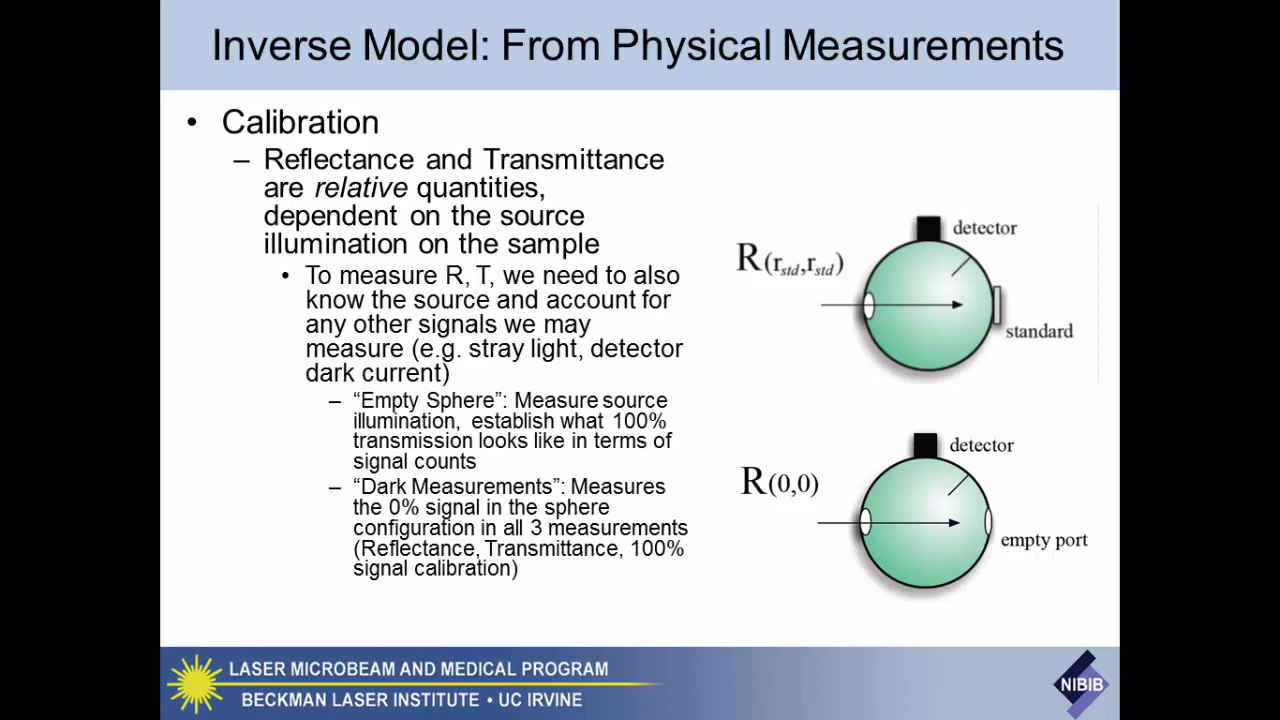 Inverse Model: From Physical Measurements
• Calibration
– Reflectance and Transmittance
are relative quantities,
dependent on the source
illumination on the sample
• To measure R, T, we need to also
know the source and account for
any other signals we may
measure (e.g. stray light, detector
dark current)
– “Empty Sphere”: Measure source
illumination, establish what 100%
transmission looks like in terms of
signal counts
– “Dark Measurements”: Measures
the 0% signal in the sphere
configuration in all 3 measurements
(Reflectance, Transmittance, 100%
signal calibration)
detector
R(rstd,rstd)
standard
detector
R(0,0)
empty port
LASER MICROBEAM AND MEDICAL PROGRAM
BECKMAN LASER INSTITUTE • UC IRVINE
NIBIB